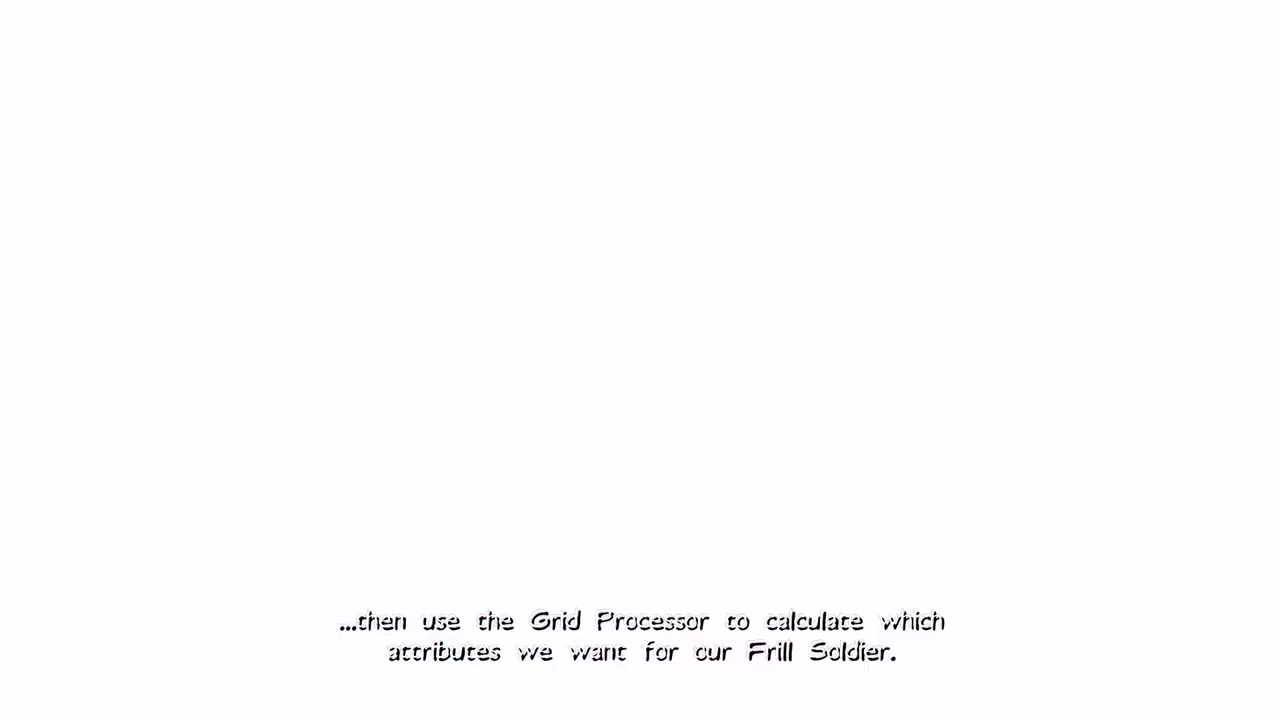 ...then use the Grid Processor to calculate which
attributes we want for our Frill Soldier.